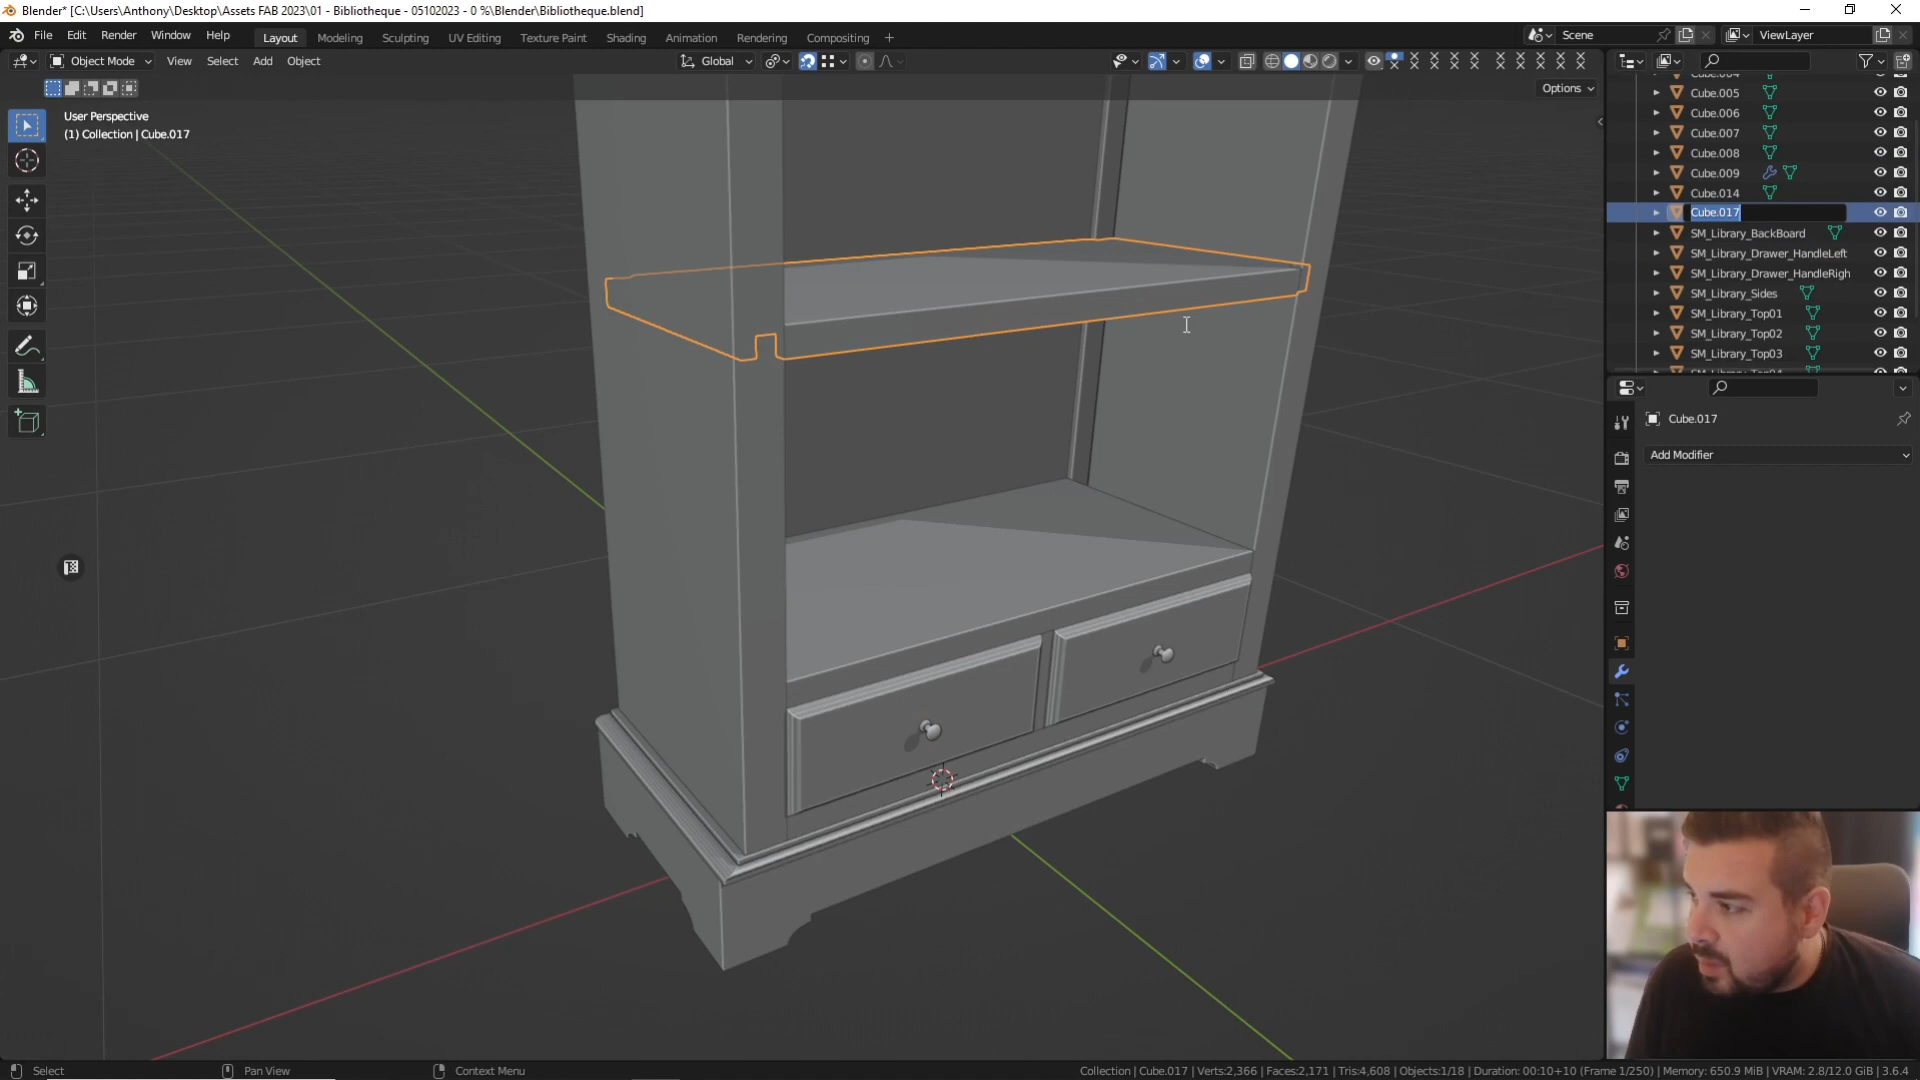 Blender* [C:\Users\Anthony\Desktop\Assets FAB 2023\01 - Bibliotheque - 05102023 - 0 %\Blender\Bibliotheque.blend]
File Edit Render Window Help Layout Modeling Sculpting UV Editing Texture Paint Shading Animation Rendering Compositing + Scene ViewLayer
Object Mode View Select Add Object Global
Options
User Perspective
(1) Collection | Cube.017
Cube.004
Cube.005
Cube.006
Cube.007
Cube.008
Cube.009
Cube.014
Cube.017
SM_Library_BackBoard
SM_Library_Drawer_HandleLeft
SM_Library_Drawer_HandleRigh
SM_Library_Sides
SM_Library_Top01
SM_Library_Top02
SM_Library_Top03
SM_Library_Top04
Cube.017
Add Modifier
Select Pan View Context Menu Collection | Cube.017 | Verts:2,366 | Faces:2,171 | Tris:4,608 | Objects:1/18 | Duration: 00:10+10 (Frame 1/250) | Memory: 650.9 MiB | VRAM: 2.8/12.0 GiB | 3.6.4